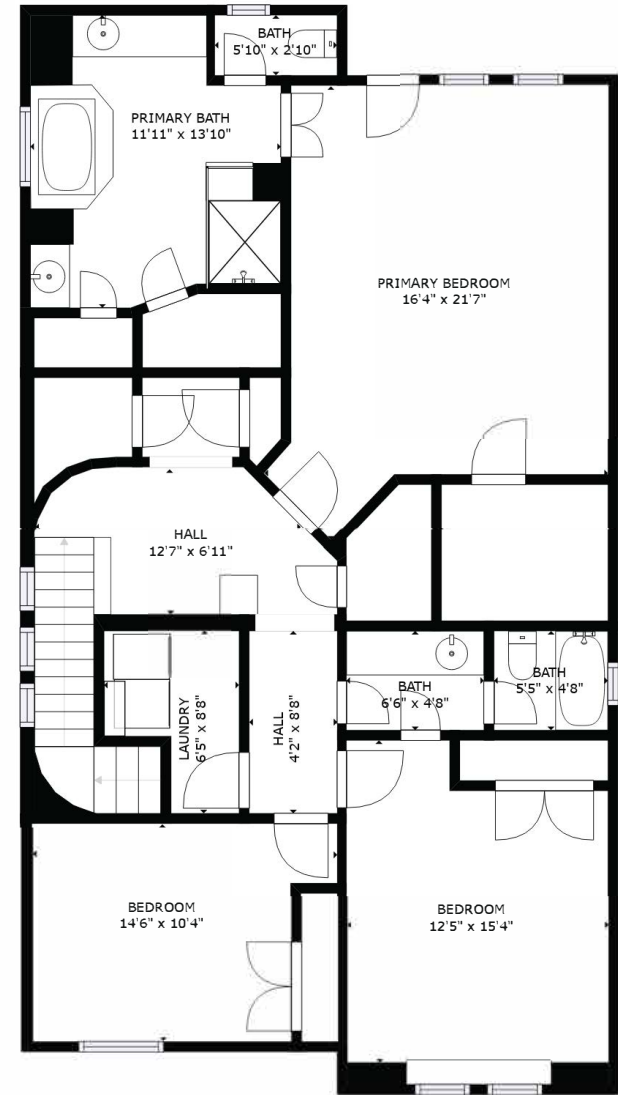 BATH
5'10" x 2'10"
PRIMARY BATH
11'11" x 13'10"
PRIMARY BEDROOM
16'4" x 21'7"
HALL
12'7" x 6'11"
LAUNDRY
6'5" x 8'8"
HALL
4'2" x 8'8"
BATH
6'6" x 4'8"
BATH
5'5" x 4'8"
BEDROOM
14'6" x 10'4"
BEDROOM
12'5" x 15'4"